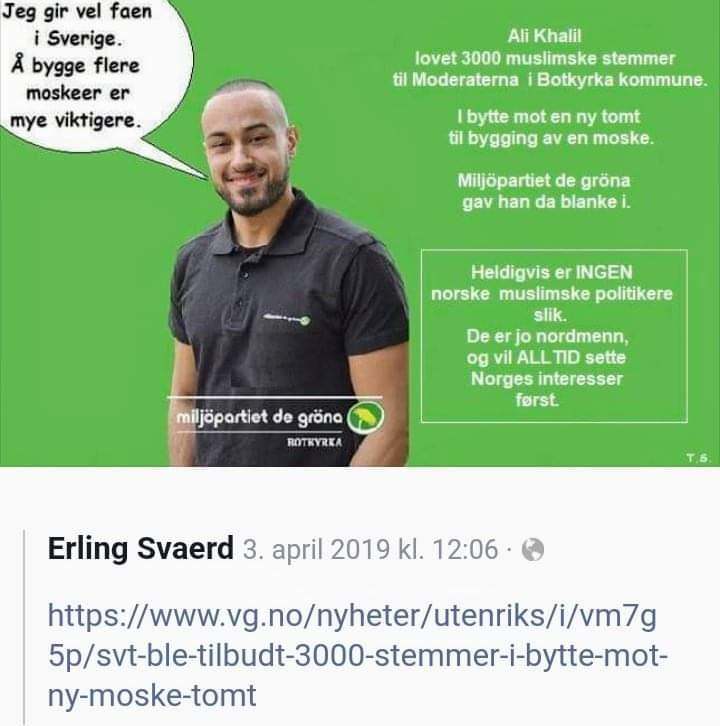 Jeg gir vel faen
i Sverige.
Å bygge flere
moskeer er
mye viktigere.
Ali Khalil
lovet 3000 muslimske stemmer
til Moderaterna i Botkyrka kommune.
I bytte mot en ny tomt
til bygging av en moske.
Miljöpartiet de gröna
gav han da blanke i.
Heldigvis er INGEN
norske muslimske politikere
slik.
De er jo nordmenn,
og vil ALLTID sette
Norges interesser
først.
miljöpartiet de gröna
BOTKYRKA
T.S.
Erling Svaerd 3. april 2019 kl. 12:06 ·
https://www.vg.no/nyheter/utenriks/i/vm7g
5p/svt-ble-tilbudt-3000-stemmer-i-bytte-mot-
ny-moske-tomt